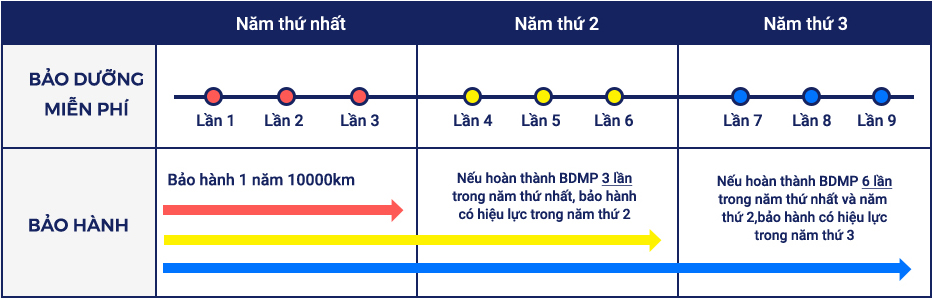 Năm thứ nhất
Năm thứ 2
Năm thứ 3
BẢO DƯỠNG
MIỄN PHÍ
Lần 1
Lần 2
Lần 3
Lần 4
Lần 5
Lần 6
Lần 7
Lần 8
Lần 9
BẢO HÀNH
Bảo hành 1 năm 10000km
Nếu hoàn thành BDMP 3 lần
trong năm thứ nhất, bảo hành
có hiệu lực trong năm thứ 2
Nếu hoàn thành BDMP 6 lần
trong năm thứ nhất và năm
thứ 2,bảo hành có hiệu lực
trong năm thứ 3